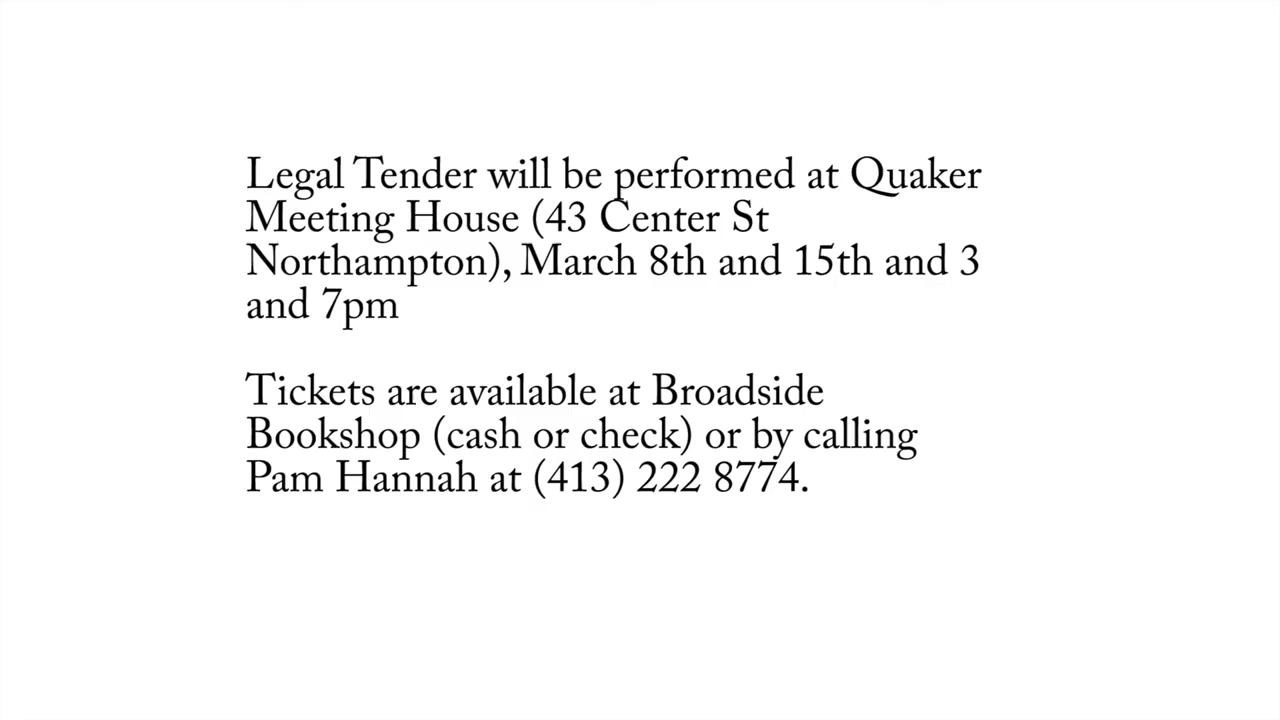 Legal Tender will be performed at Quaker
Meeting House (43 Center St
Northampton), March 8th and 15th and 3
and 7pm
Tickets are available at Broadside
Bookshop (cash or check) or by calling
Pam Hannah at (413) 222 8774.